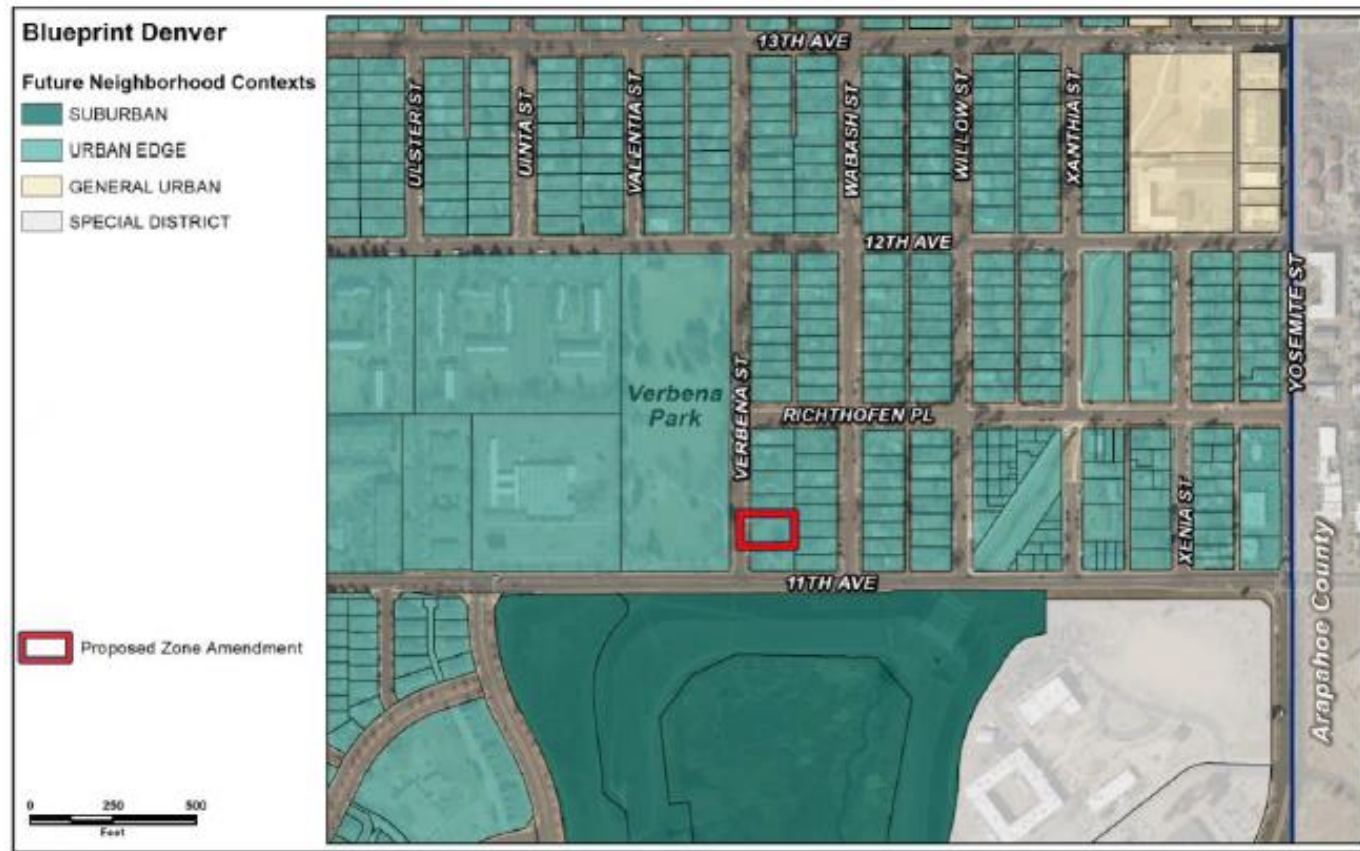 Blueprint Denver
Future Neighborhood Contexts
SUBURBAN
URBAN EDGE
GENERAL URBAN
SPECIAL DISTRICT
Proposed Zone Amendment
0 250 500
Feet
13TH AVE
ULSTER ST
UINTA ST
VALENTIA ST
WABASH ST
WILLOW ST
XANTHIA ST
12TH AVE
YOSEMITE ST
Verbena
Park
VERBENA ST
RICHTHOFEN PL
XENIA ST
11TH AVE
Arapahoe County